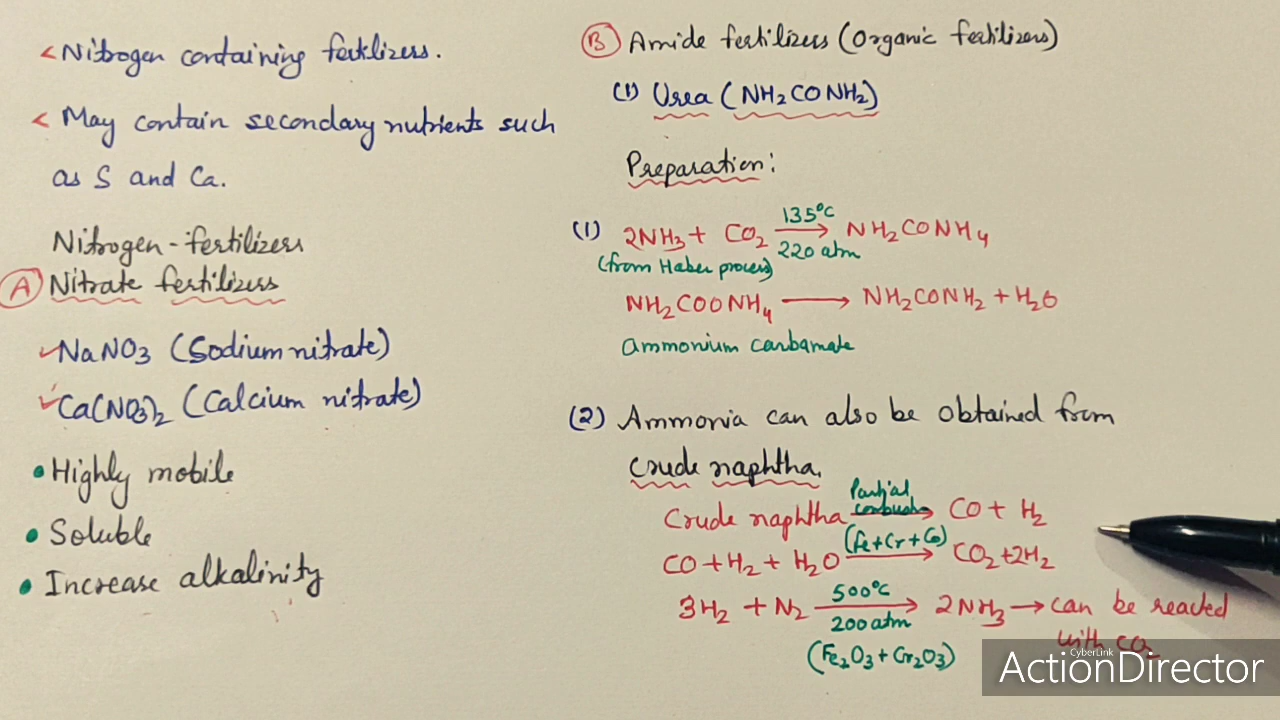 < Nitrogen containing fertilizers.
< May contain secondary nutrients such
as S and Ca.
Nitrogen-fertilizers
(A) Nitrate fertilizers
✓NaNO3 (Sodium nitrate)
✓Ca(NO3)2 (Calcium nitrate)
• Highly mobile
• Soluble
• Increase alkalinity
(B) Amide fertilizers (Organic fertilizers)
(1) Urea (NH2CONH2)
Preparation:
(1) 2NH3 + CO2 135°C → 220 atm NH2CONH4
(from Haber process)
NH2COONH4 → NH2CONH2 + H2O
ammonium carbamate
(2) Ammonia can also be obtained from
crude naphtha.
Crude naphtha Partial → CO + H2
CO + H2 + H2O (Fe+Cr+Co) → CO2 + 2H2
3H2 + N2 500°C → 200 atm 2NH3 → can be reacted
with CO2
(Fe2O3 + Cr2O3)
CyberLink
ActionDirector